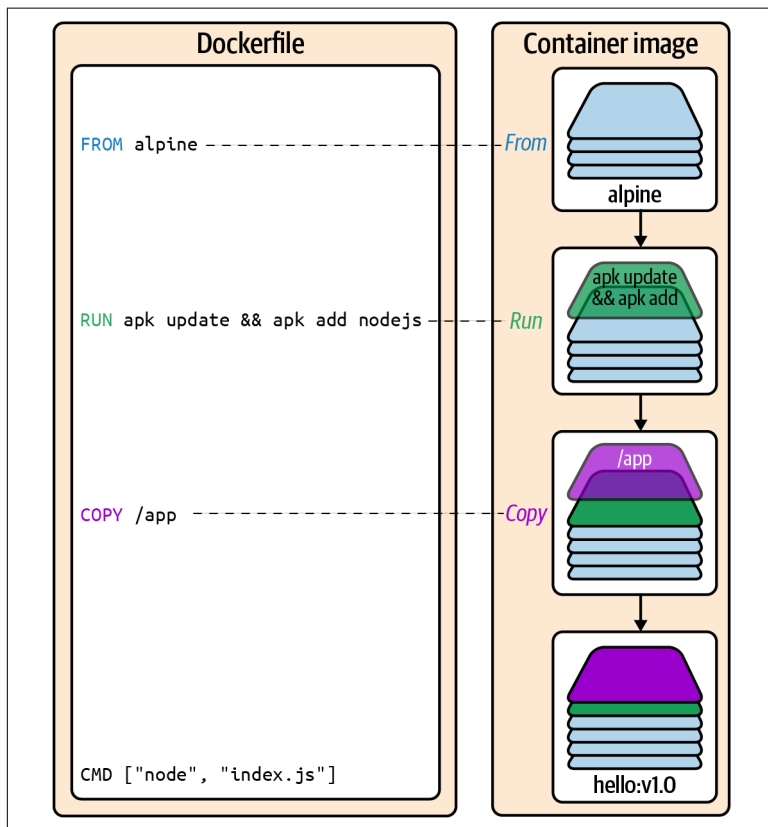 Dockerfile
FROM alpine
RUN apk update && apk add nodejs
COPY /app
CMD ["node", "index.js"]
Container image
From
alpine
Run
apk update
&& apk add
Copy
/app
hello:v1.0